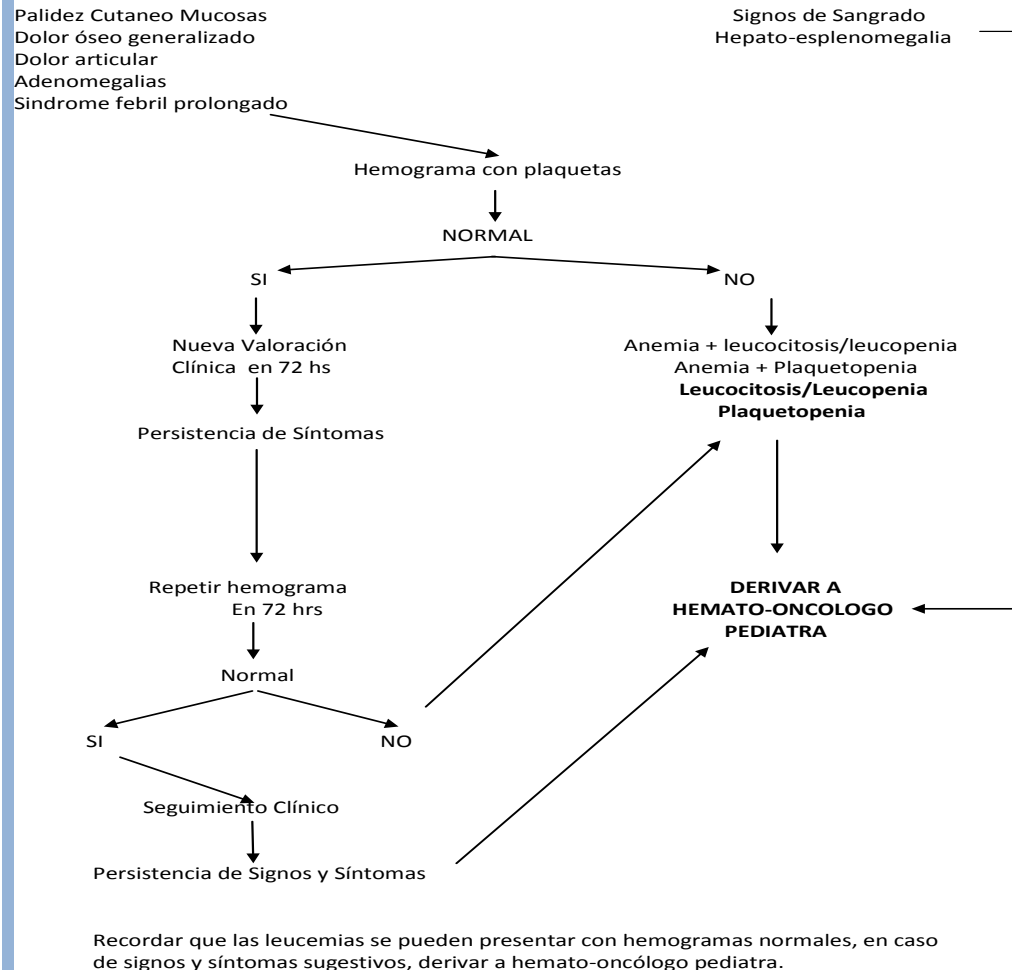 Palidez Cutaneo Mucosas
Dolor óseo generalizado
Dolor articular
Adenomegalias
Sindrome febril prolongado
Signos de Sangrado
Hepato-esplenomegalia
Hemograma con plaquetas
NORMAL
SI
NO
Nueva Valoración
Clínica en 72 hs
Anemia + leucocitosis/leucopenia
Anemia + Plaquetopenia
Leucocitosis/Leucopenia
Plaquetopenia
Persistencia de Síntomas
Repetir hemograma
En 72 hrs
DERIVAR A
HEMATO-ONCOLOGO
PEDIATRA
Normal
SI
NO
Seguimiento Clínico
Persistencia de Signos y Síntomas
Recordar que las leucemias se pueden presentar con hemogramas normales, en caso
de signos y síntomas sugestivos, derivar a hemato-oncólogo pediatra.